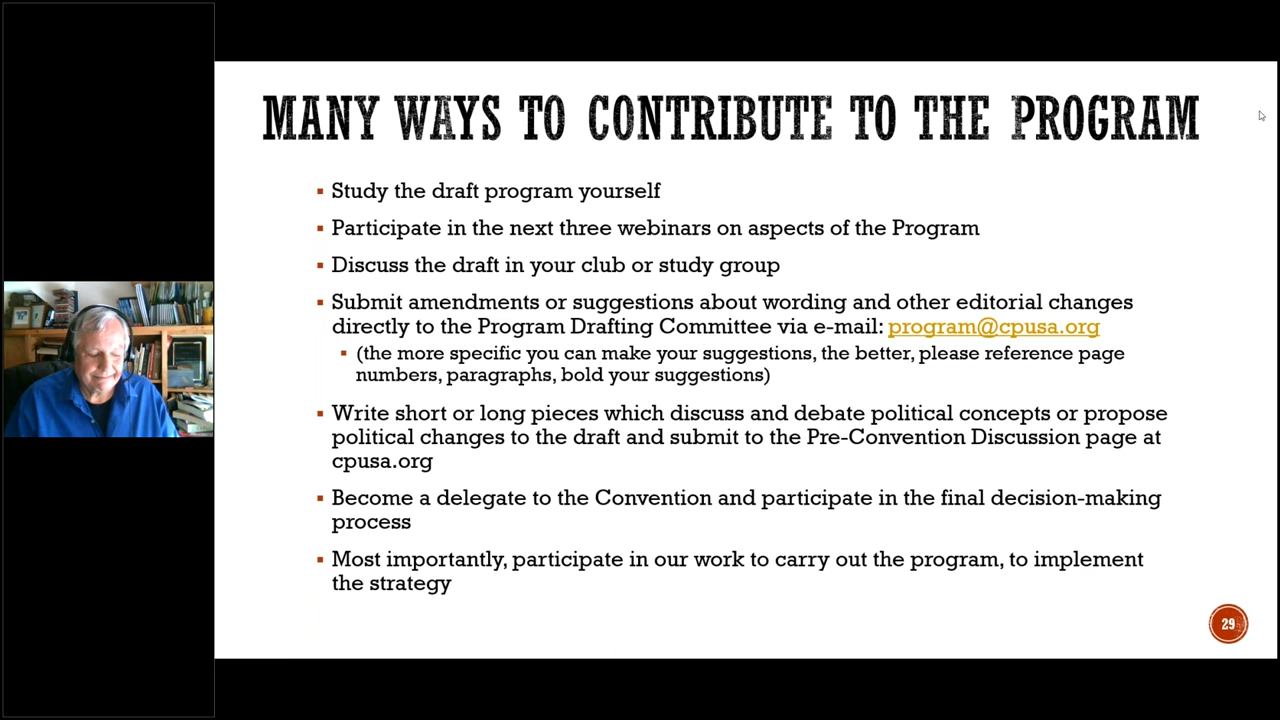 MANY WAYS TO CONTRIBUTE TO THE PROGRAM
▪ Study the draft program yourself
▪ Participate in the next three webinars on aspects of the Program
▪ Discuss the draft in your club or study group
▪ Submit amendments or suggestions about wording and other editorial changes
directly to the Program Drafting Committee via e-mail: program@cpusa.org
▪ (the more specific you can make your suggestions, the better, please reference page
numbers, paragraphs, bold your suggestions)
▪ Write short or long pieces which discuss and debate political concepts or propose
political changes to the draft and submit to the Pre-Convention Discussion page at
cpusa.org
▪ Become a delegate to the Convention and participate in the final decision-making
process
▪ Most importantly, participate in our work to carry out the program, to implement
the strategy
29